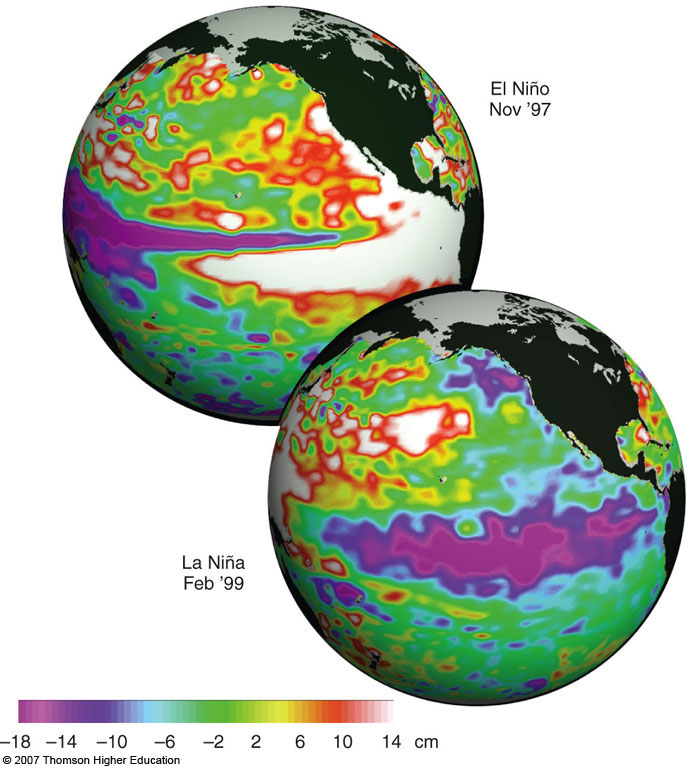 El Niño
Nov '97
La Niña
Feb '99
–18 –14 –10 –6 –2 2 6 10 14 cm
© 2007 Thomson Higher Education